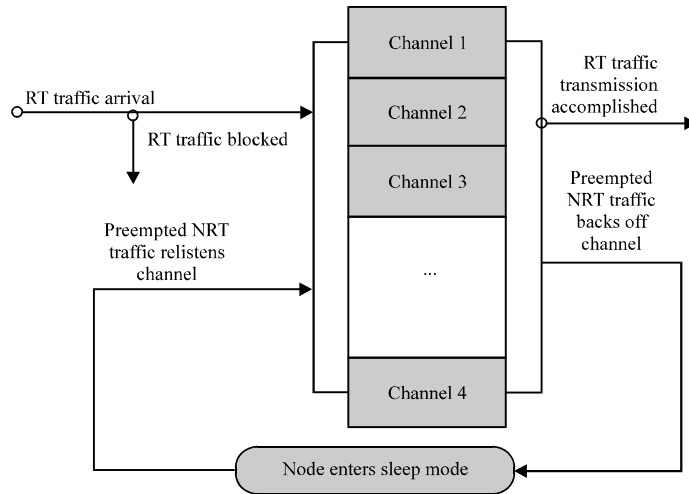 Channel 1
RT traffic
transmission
accomplished
RT traffic arrival
Channel 2
RT traffic blocked
Channel 3
Preempted
NRT traffic
backs off
channel
Preempted NRT
traffic relistens
channel
...
Channel 4
Node enters sleep mode